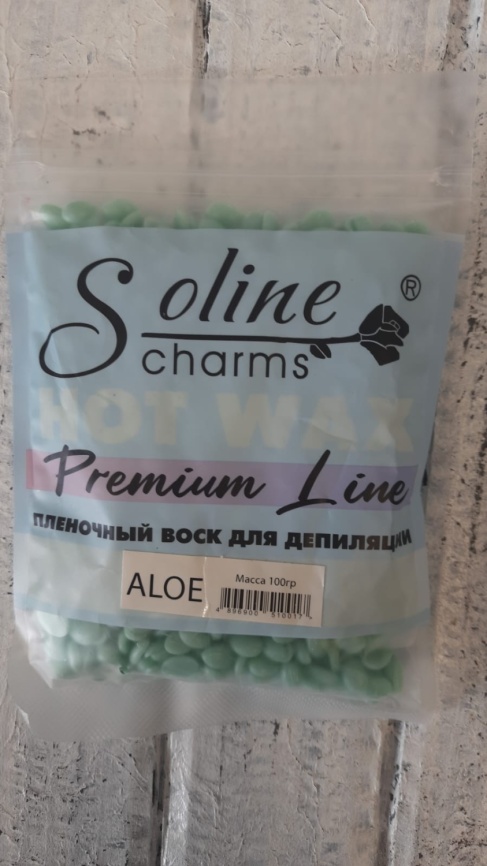 Soline ®
charms
HOT WAX
Premium Line
ПЛЕНОЧНЫЙ ВОСК ДЛЯ ДЕПИЛЯЦИИ
ALOE
Масса 100гр